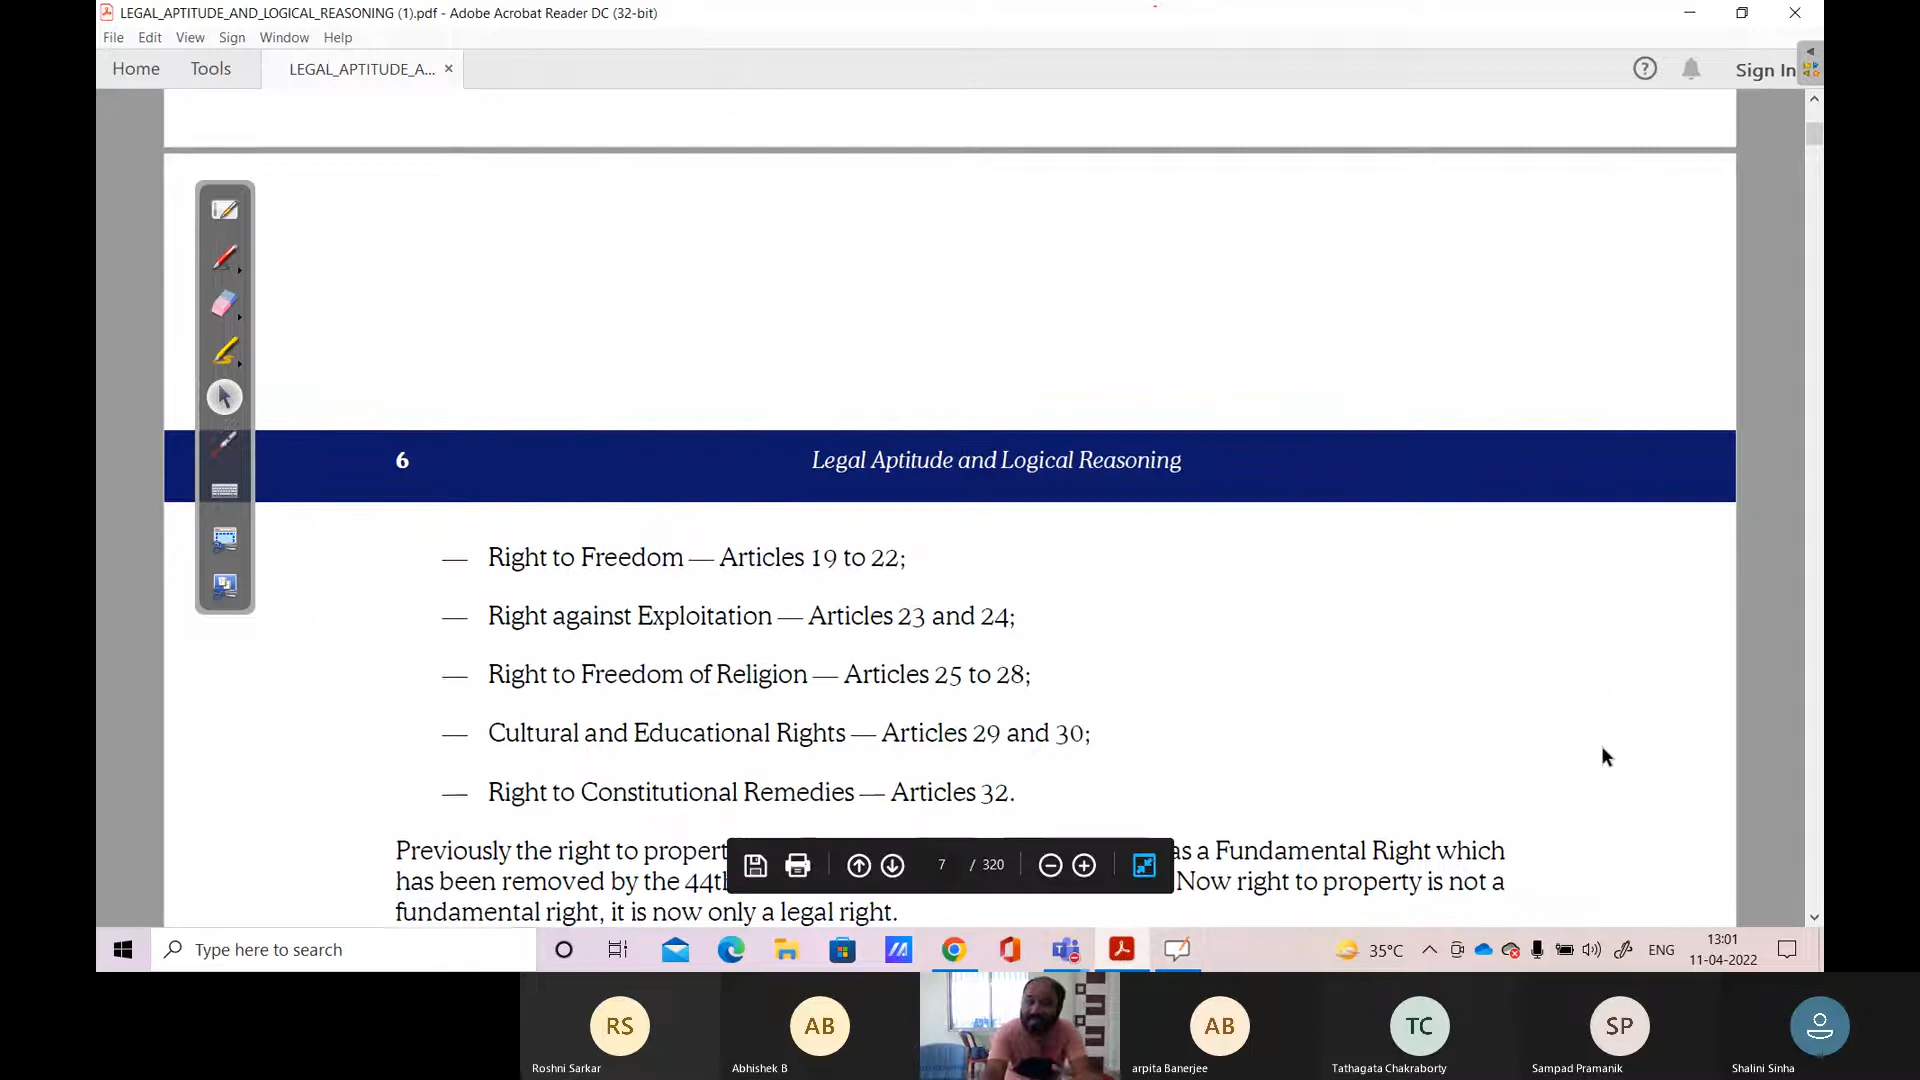 LEGAL_APTITUDE_AND_LOGICAL_REASONING (1).pdf - Adobe Acrobat Reader DC (32-bit)
File Edit View Sign Window Help
Home Tools LEGAL_APTITUDE_A... × Sign In
6 Legal Aptitude and Logical Reasoning
— Right to Freedom — Articles 19 to 22;
— Right against Exploitation — Articles 23 and 24;
— Right to Freedom of Religion — Articles 25 to 28;
— Cultural and Educational Rights — Articles 29 and 30;
— Right to Constitutional Remedies — Articles 32.
Previously the right to propert as a Fundamental Right which
7 / 320
has been removed by the 44th Now right to property is not a
fundamental right, it is now only a legal right.
Type here to search 35°C ENG 13:01
11-04-2022
RS AB AB TC SP
Roshni Sarkar Abhishek B arpita Banerjee Tathagata Chakraborty Sampad Pramanik Shalini Sinha